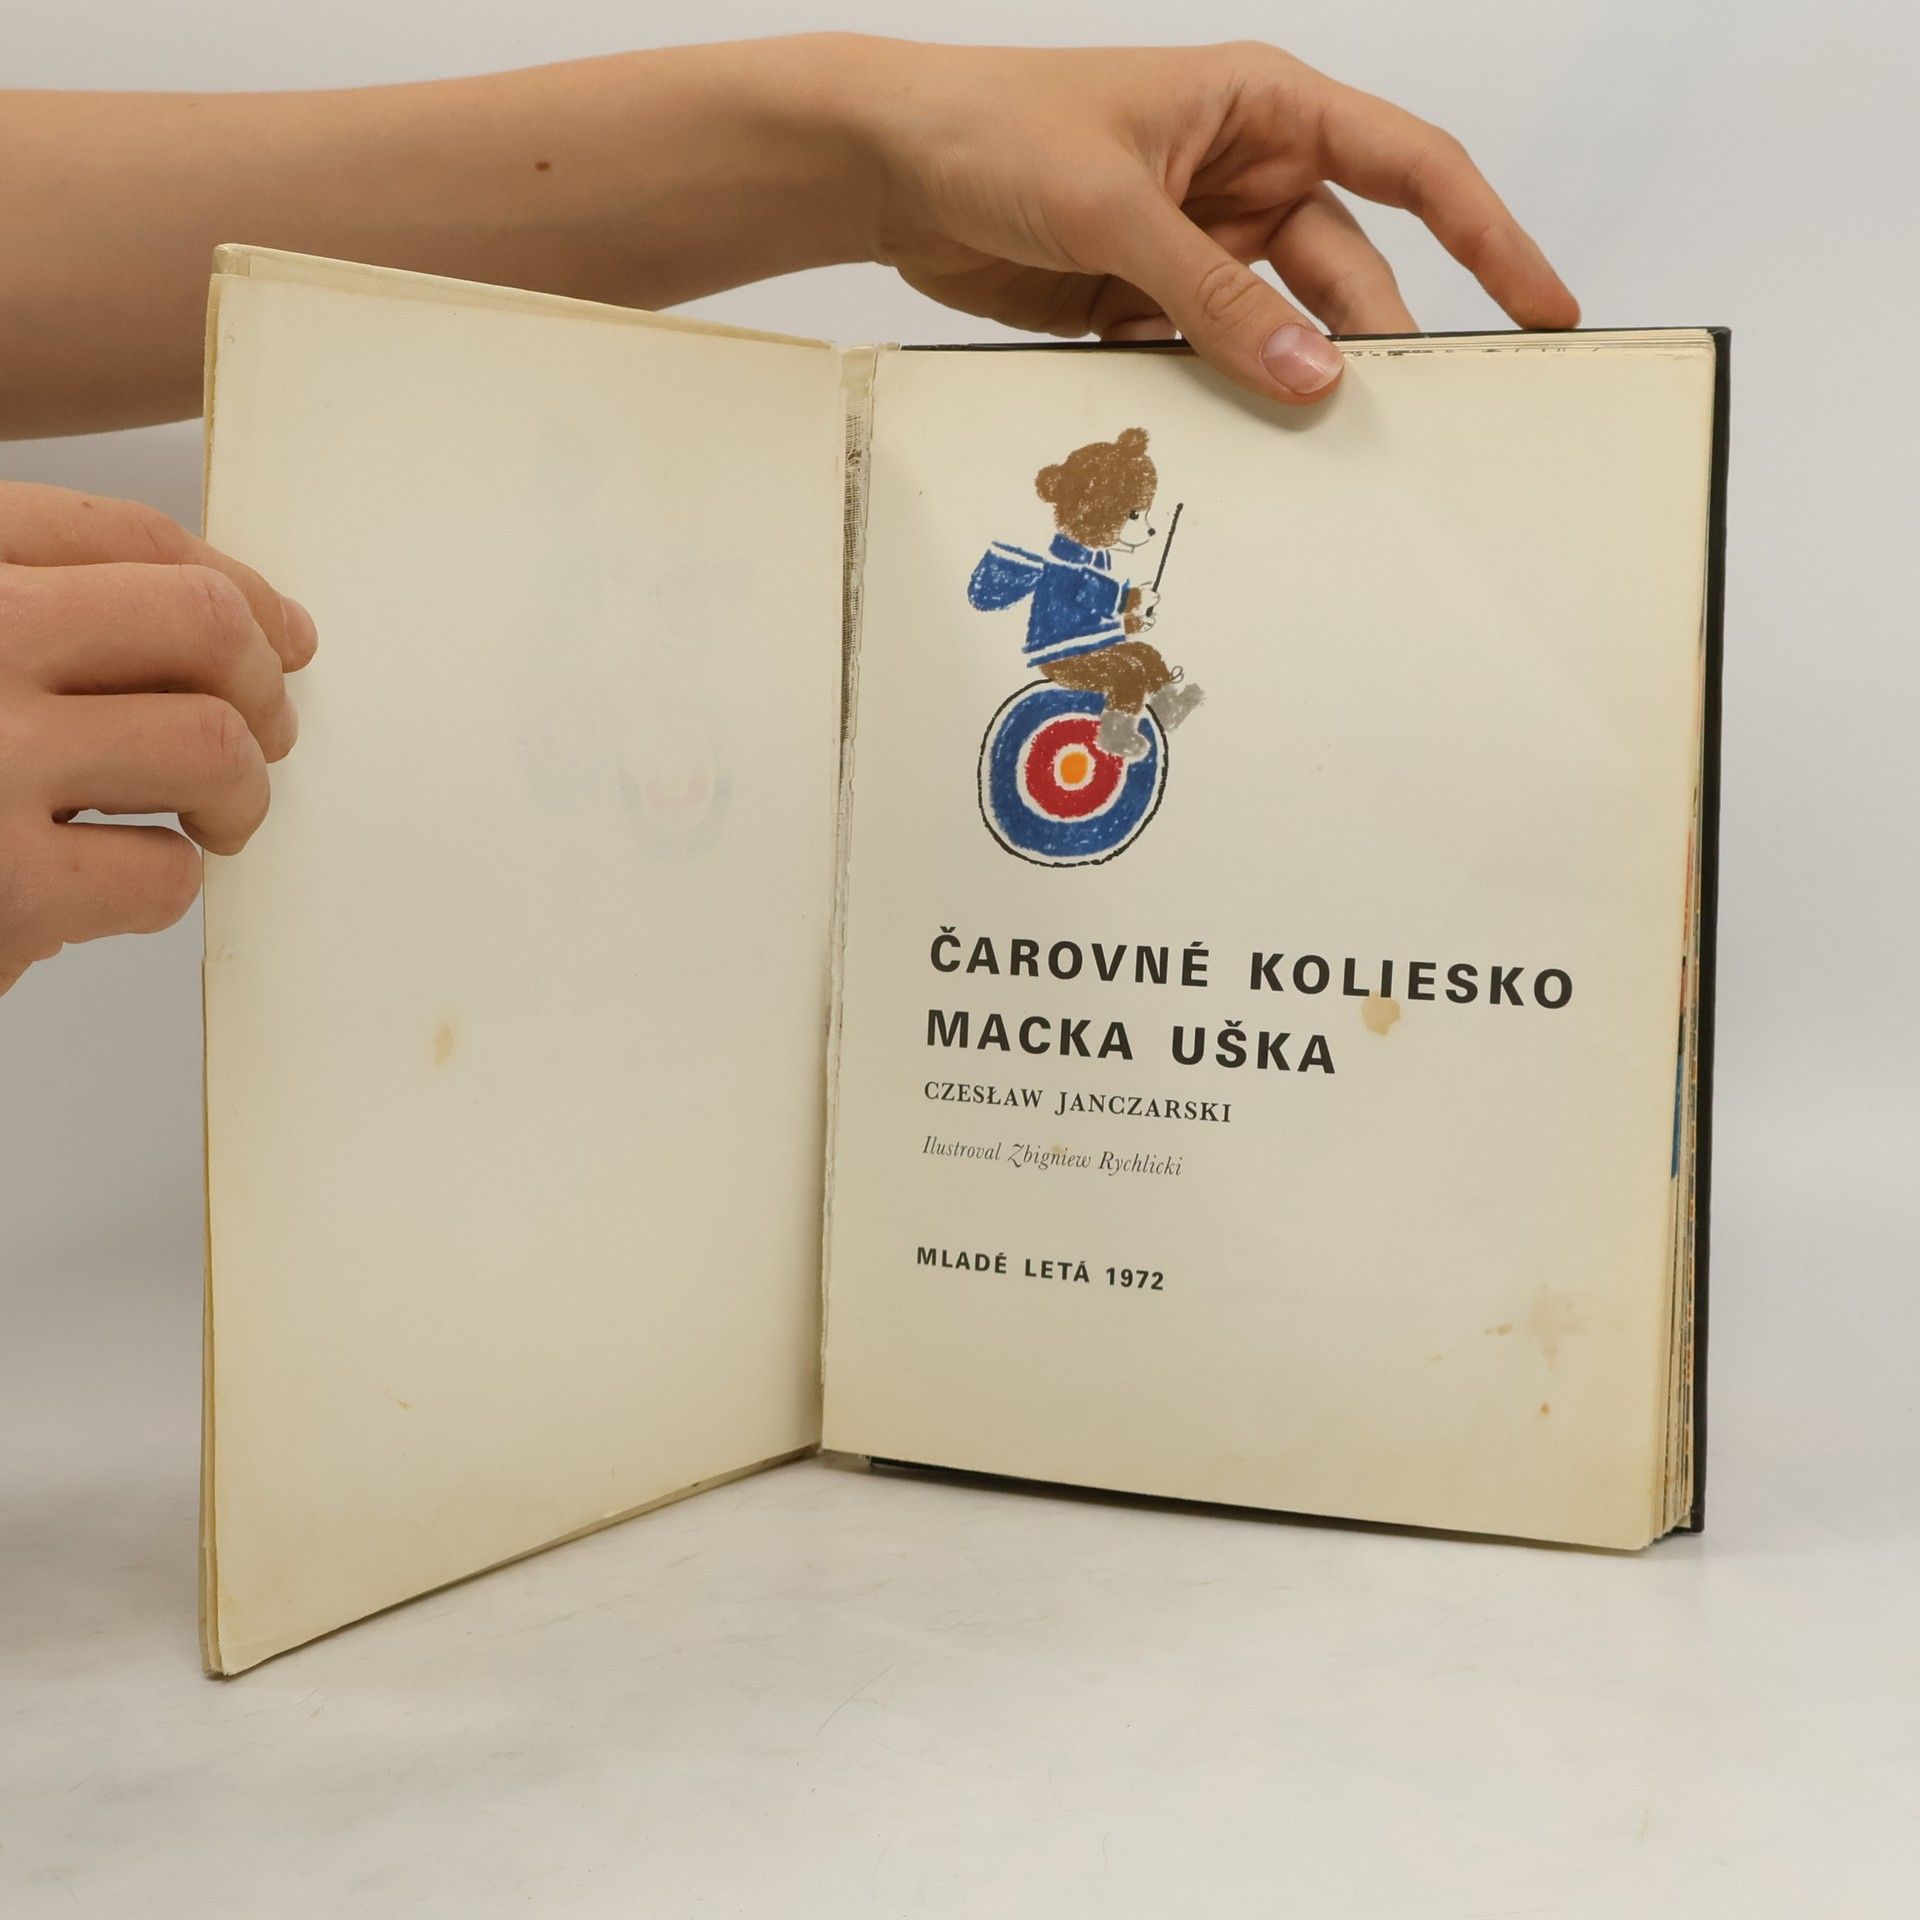 ČAROVNÉ KOLIESKO
MACKA UŠKA
CZESŁAW JANCZARSKI
Ilustroval Zbigniew Rychlicki
MLADÉ LETÁ 1972